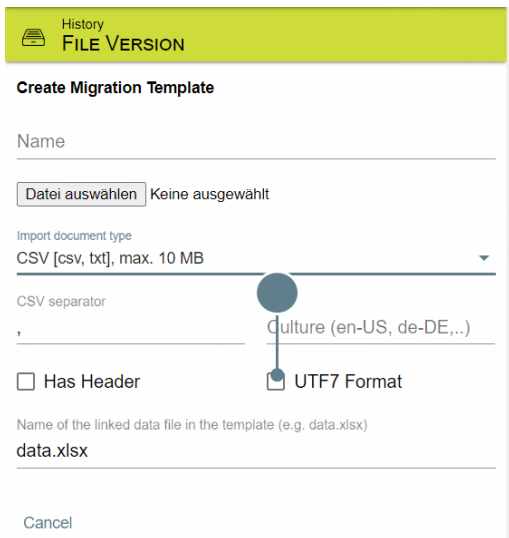 History
FILE VERSION
Create Migration Template
Name
Datei auswählen Keine ausgewählt
Import document type
CSV [csv, txt], max. 10 MB
CSV separator
, Culture (en-US, de-DE,..)
Has Header UTF7 Format
Name of the linked data file in the template (e.g. data.xlsx)
data.xlsx
Cancel